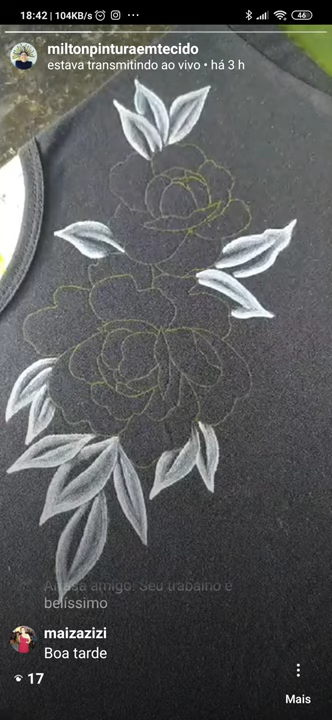 18:42 | 104KB/s
46
miltonpinturaemtecido
estava transmitindo ao vivo • há 3 h
amigo! Seu trabalho e
belissimo
maizazizi
Boa tarde
17
Mais